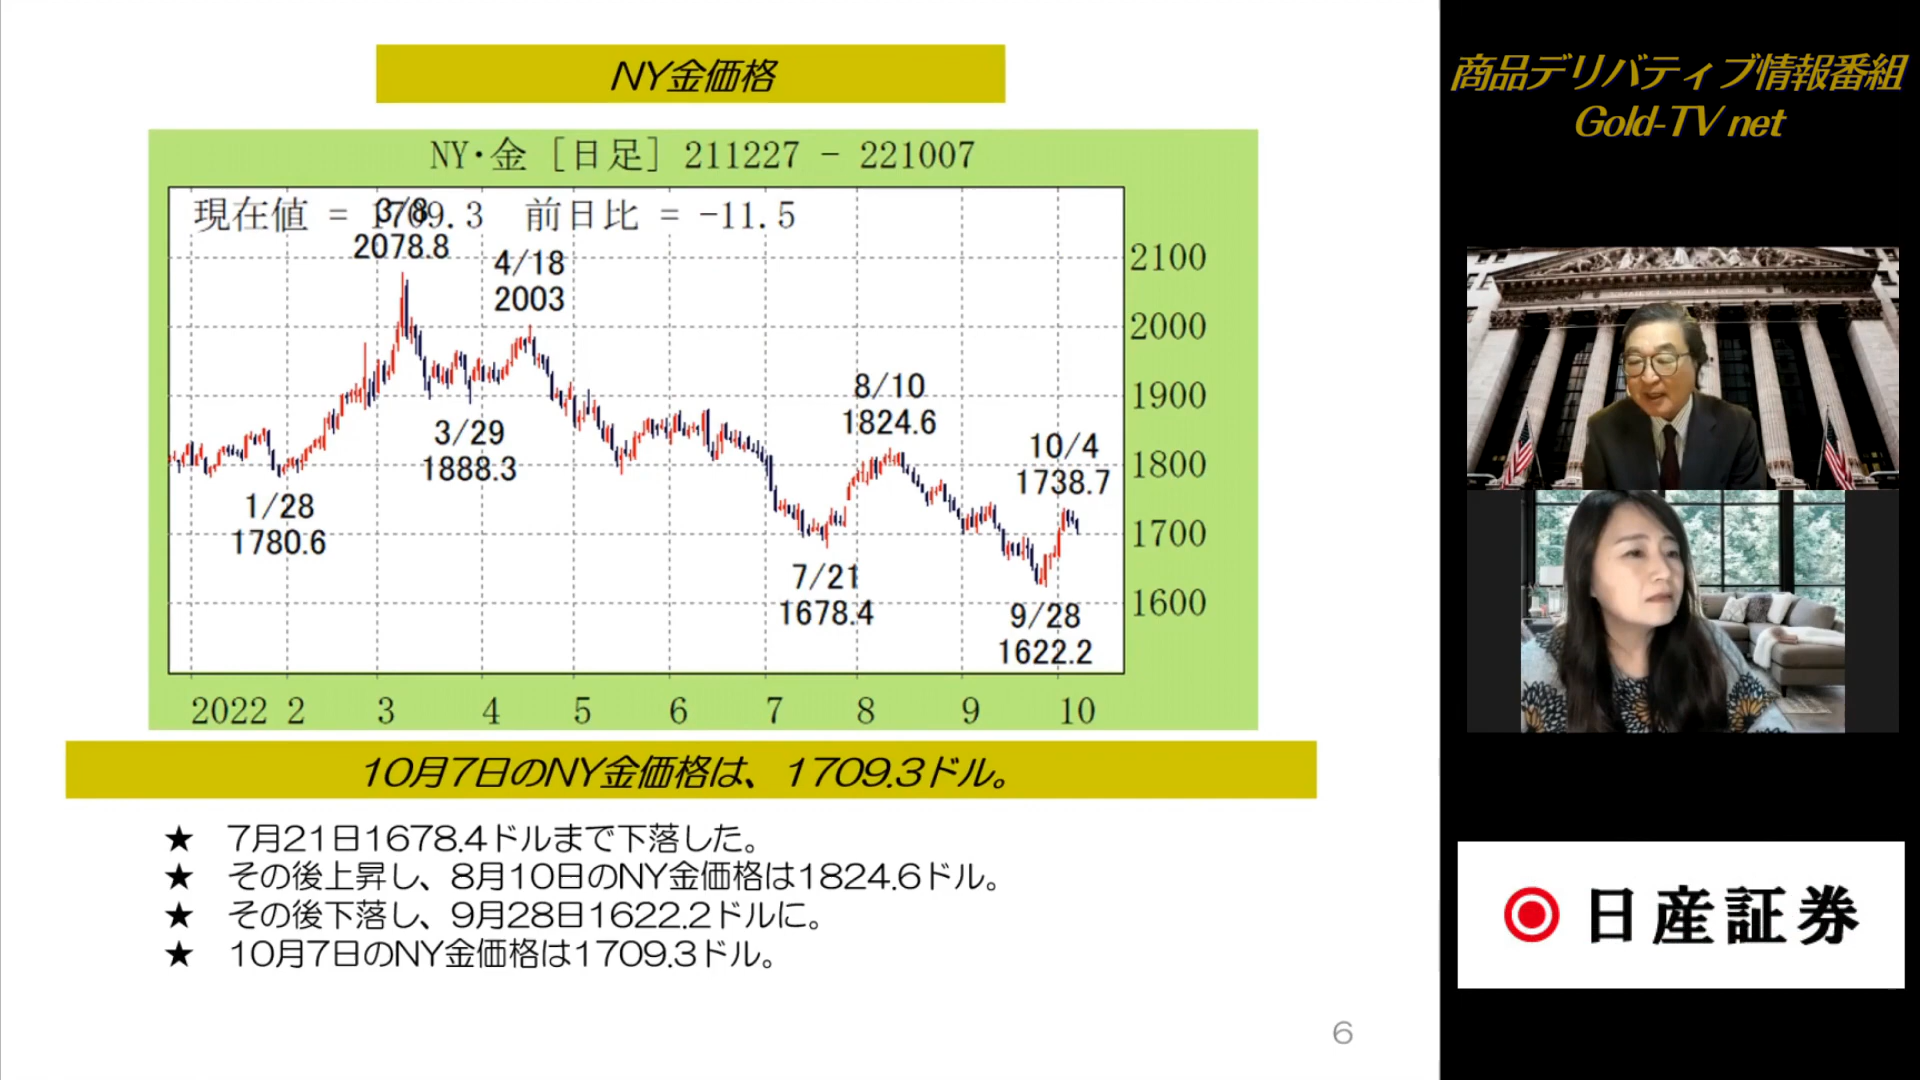 NY金価格
NY・金 [日足] 211227 - 221007
現在値 = 1709.3 前日比 = -11.5
3/8
2078.8
4/18
2003
3/29
1888.3
1/28
1780.6
8/10
1824.6
7/21
1678.4
10/4
1738.7
9/28
1622.2
2100
2000
1900
1800
1700
1600
2022 2 3 4 5 6 7 8 9 10
10月7日のNY金価格は、1709.3ドル。
★ 7月21日1678.4ドルまで下落した。
★ その後上昇し、8月10日のNY金価格は1824.6ドル。
★ その後下落し、9月28日1622.2ドルに。
★ 10月7日のNY金価格は1709.3ドル。
6
商品デリバティブ情報番組
Gold-TV net
日産証券